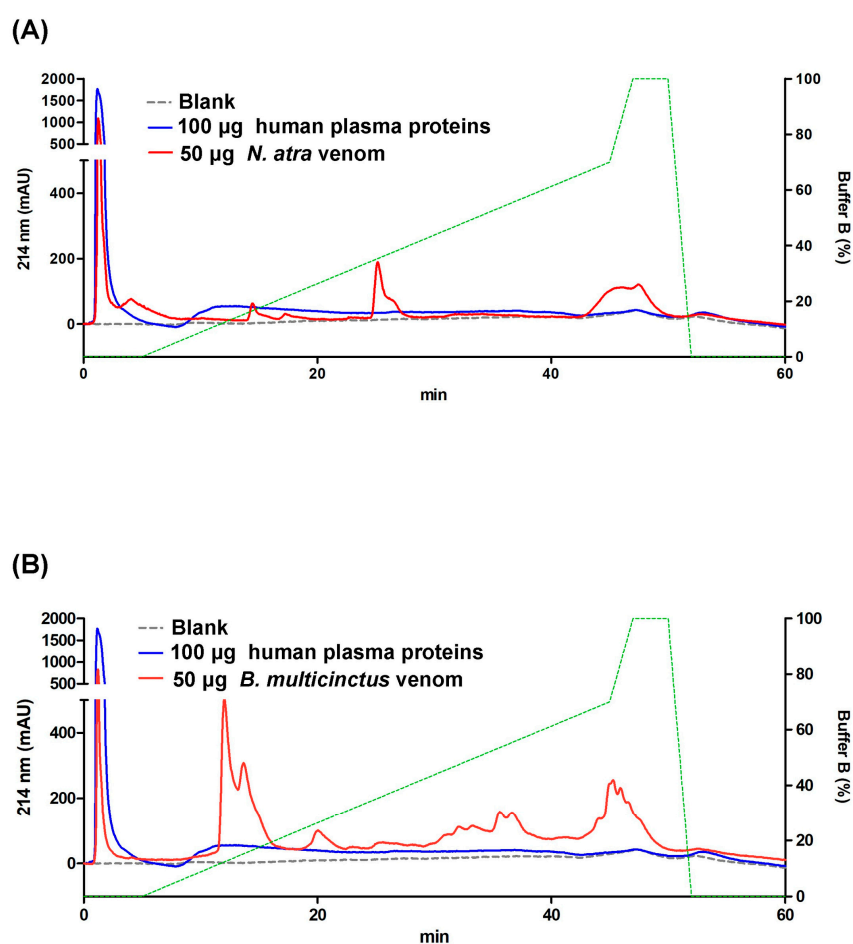 (A)
2000
1500
1000
500
400
200
0
214 nm (mAU)
Blank
100 µg human plasma proteins
50 µg N. atra venom
100
80
60
40
20
0
Buffer B (%)
0 20 40 60
min
(B)
2000
1500
1000
500
400
200
0
214 nm (mAU)
Blank
100 µg human plasma proteins
50 µg B. multicinctus venom
100
80
60
40
20
0
Buffer B (%)
0 20 40 60
min